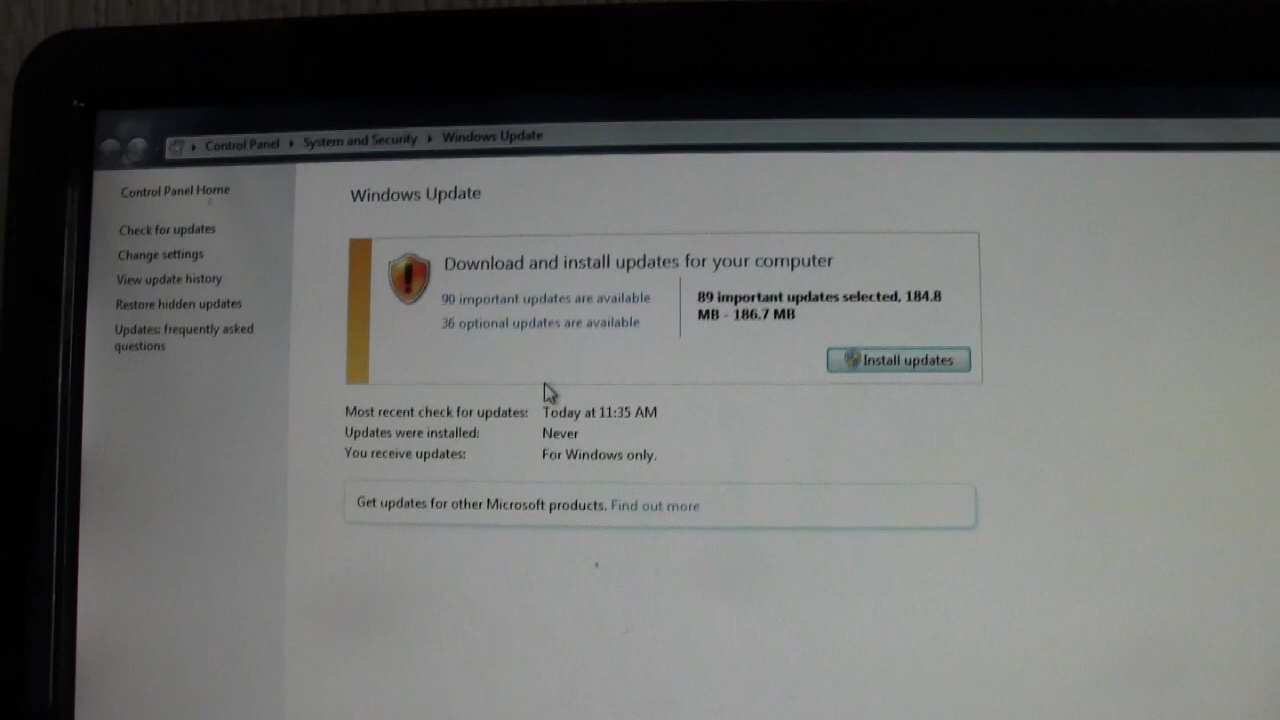 Control Panel ▸ System and Security ▸ Windows Update
Control Panel Home
Check for updates
Change settings
View update history
Restore hidden updates
Updates: frequently asked
questions
Windows Update
Download and install updates for your computer
90 important updates are available
36 optional updates are available
89 important updates selected, 184.8
MB - 186.7 MB
Install updates
Most recent check for updates: Today at 11:35 AM
Updates were installed: Never
You receive updates: For Windows only.
Get updates for other Microsoft products. Find out more